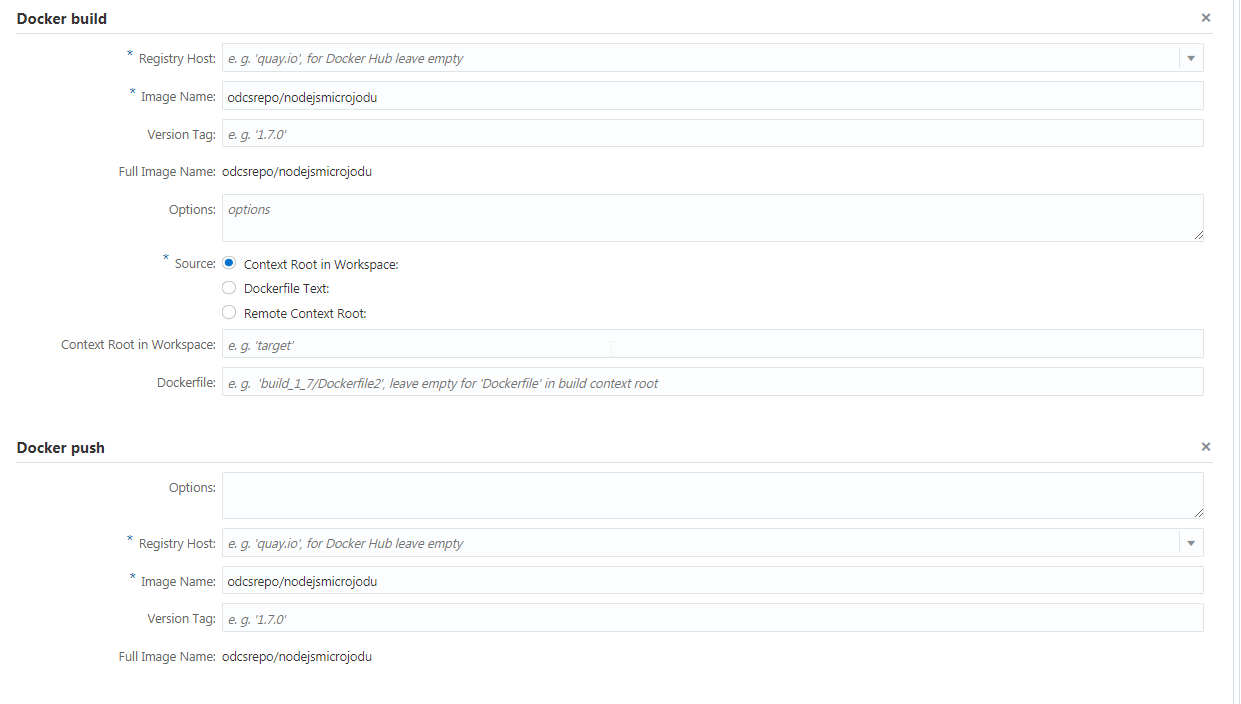 Docker build ×
* Registry Host: e. g. 'quay.io', for Docker Hub leave empty
* Image Name: odcsrepo/nodejsmicrojodu
Version Tag: e. g. '1.7.0'
Full Image Name: odcsrepo/nodejsmicrojodu
Options: options
* Source: Context Root in Workspace:
Dockerfile Text:
Remote Context Root:
Context Root in Workspace: e. g. 'target'
Dockerfile: e. g.  'build_1_7/Dockerfile2', leave empty for 'Dockerfile' in build context root
Docker push ×
Options:
* Registry Host: e. g. 'quay.io', for Docker Hub leave empty
* Image Name: odcsrepo/nodejsmicrojodu
Version Tag: e. g. '1.7.0'
Full Image Name: odcsrepo/nodejsmicrojodu